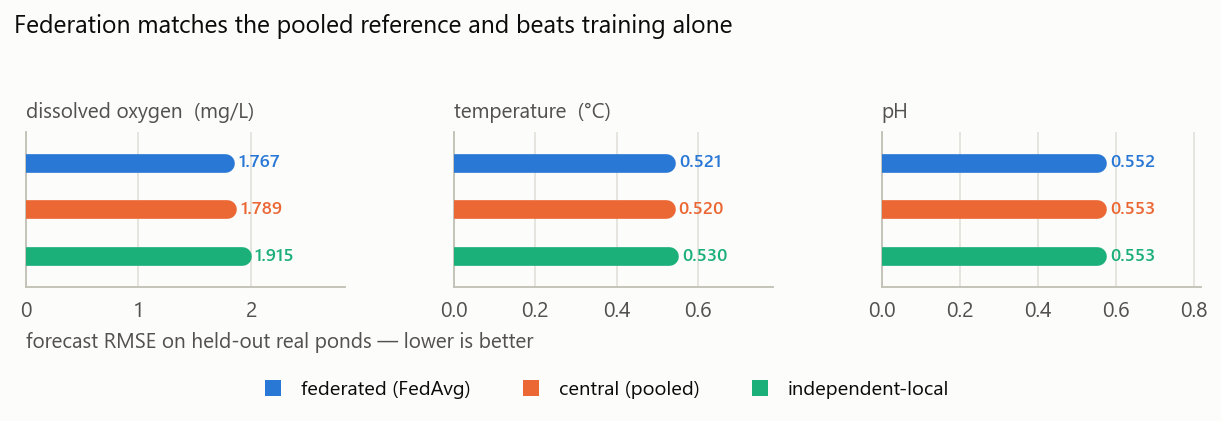 Federation matches the pooled reference and beats training alone
dissolved oxygen (mg/L)
1.767
1.789
1.915
0 1 2
temperature (°C)
0.521
0.520
0.530
0.0 0.2 0.4 0.6
pH
0.552
0.553
0.553
0.0 0.2 0.4 0.6 0.8
forecast RMSE on held-out real ponds — lower is better
federated (FedAvg) central (pooled) independent-local